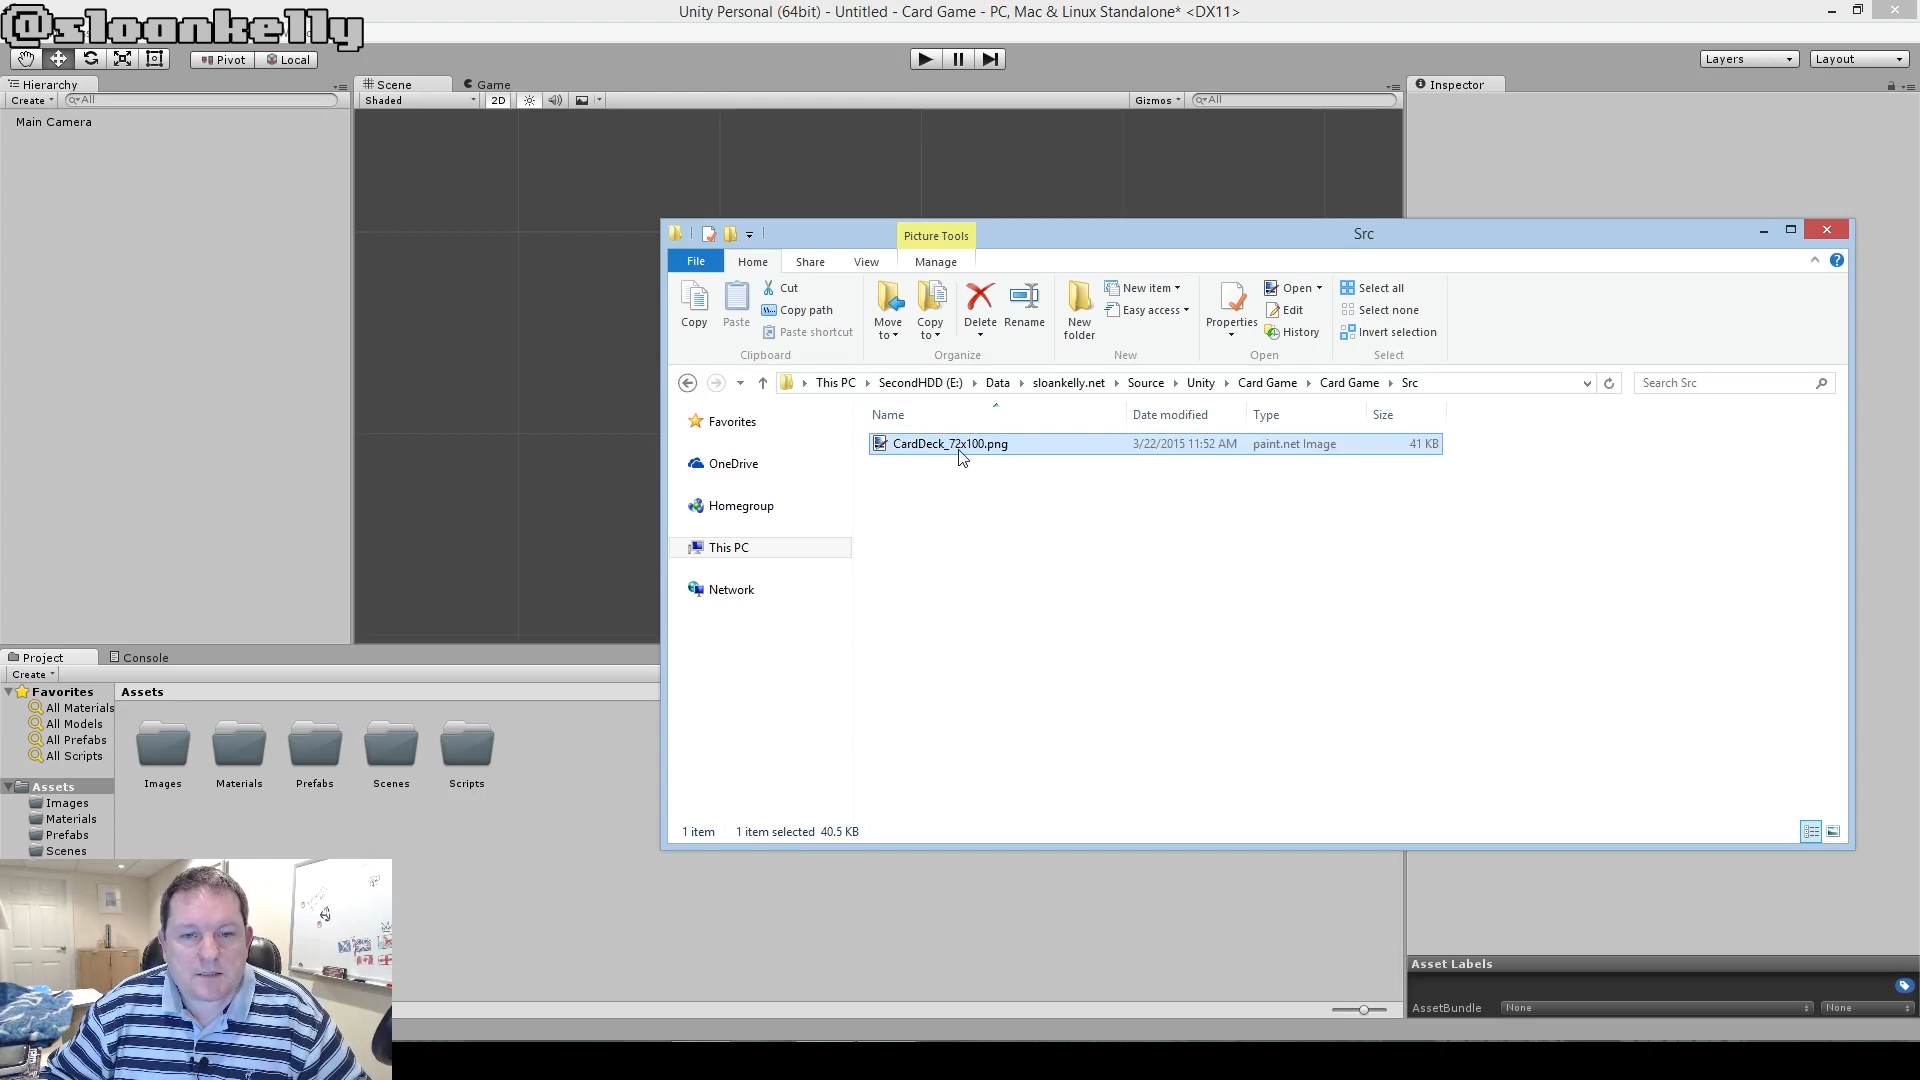 @sloankelly
Unity Personal (64bit) - Untitled - Card Game - PC, Mac & Linux Standalone* <DX11>
Pivot Local Layers Layout
Hierarchy
Create All
Main Camera
Scene Game
Shaded 2D Gizmos All
Inspector
Picture Tools Src
File Home Share View Manage
Copy
Paste
Cut
Copy path
Paste shortcut
Clipboard
Move to
Copy to
Delete
Rename
Organize
New folder
New item
Easy access
New
Properties
Open
Edit
History
Open
Select all
Select none
Invert selection
Select
This PC SecondHDD (E:) Data sloankelly.net Source Unity Card Game Card Game Src Search Src
Favorites
OneDrive
Homegroup
This PC
Network
Name Date modified Type Size
CardDeck_72x100.png 3/22/2015 11:52 AM paint.net Image 41 KB
1 item 1 item selected 40.5 KB
Project Console
Create
Favorites
All Materials
All Models
All Prefabs
All Scripts
Assets
Images
Materials
Prefabs
Scenes
Assets
Images Materials Prefabs Scenes Scripts
Asset Labels
AssetBundle None None